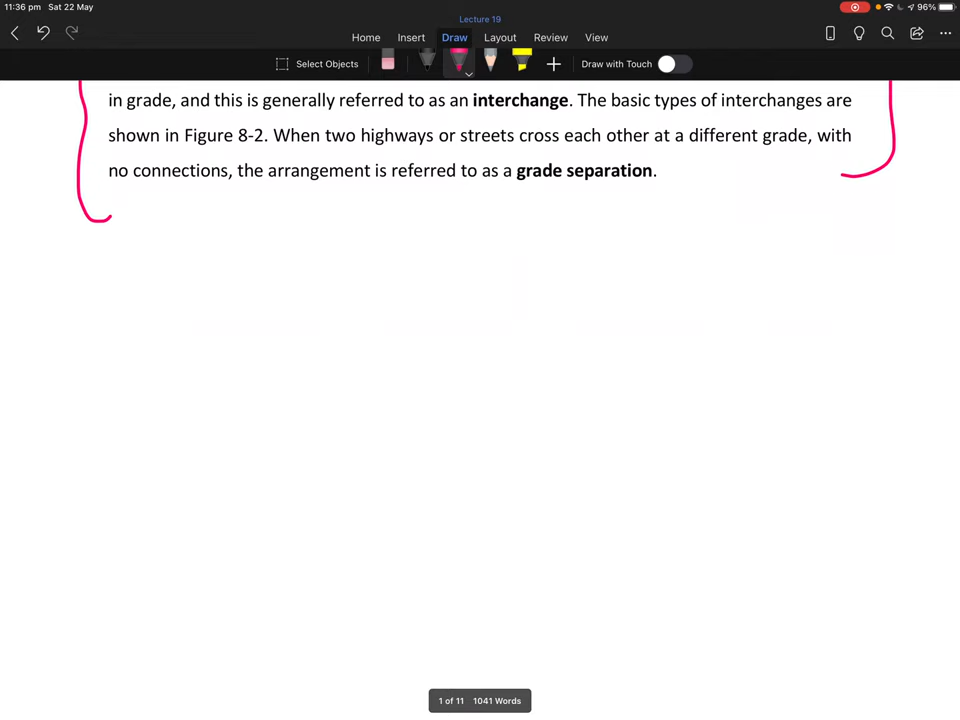 11:36 pm Sat 22 May
96%
Lecture 19
Home Insert Draw Layout Review View
Select Objects
Draw with Touch
in grade, and this is generally referred to as an interchange. The basic types of interchanges are
shown in Figure 8-2. When two highways or streets cross each other at a different grade, with
no connections, the arrangement is referred to as a grade separation.
1 of 11 1041 Words